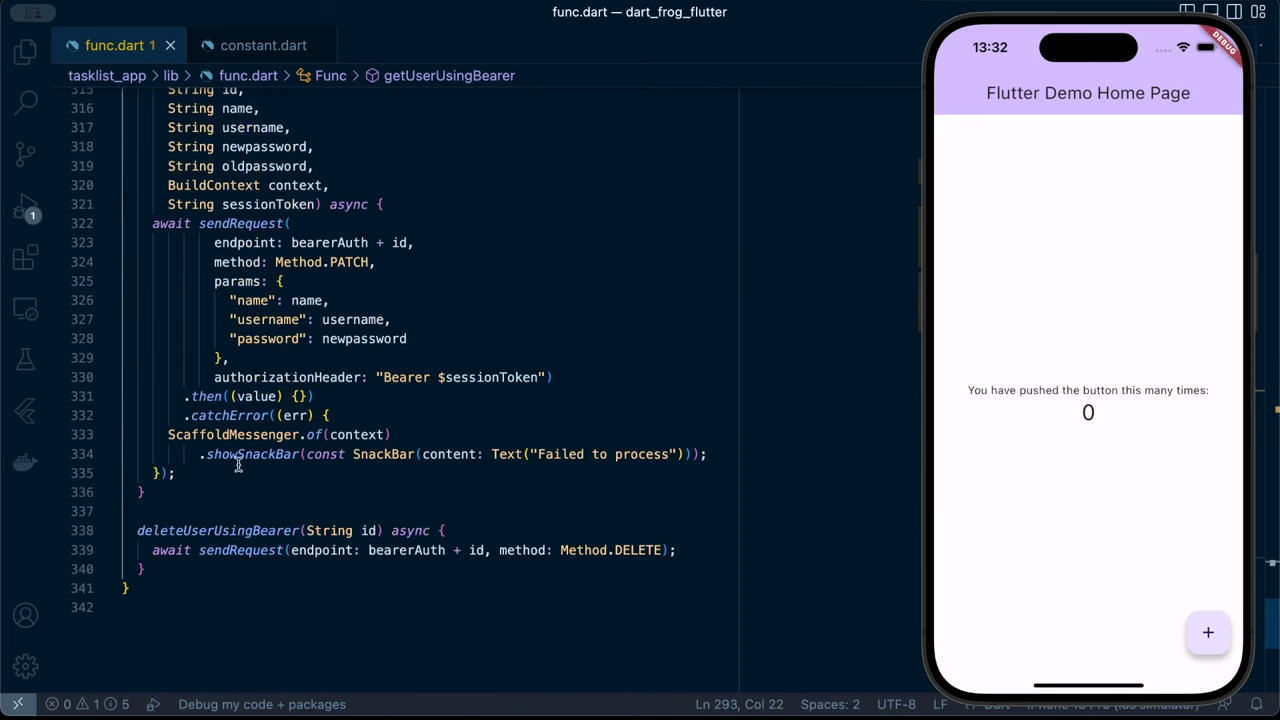 func.dart — dart_frog_flutter
func.dart 1
constant.dart
tasklist_app > lib > func.dart > Func > getUserUsingBearer
315 String id,
316 String name,
317 String username,
318 String newpassword,
319 String oldpassword,
320 BuildContext context,
321 String sessionToken) async {
322 await sendRequest(
323 endpoint: bearerAuth + id,
324 method: Method.PATCH,
325 params: {
326 "name": name,
327 "username": username,
328 "password": newpassword
329 },
330 authorizationHeader: "Bearer $sessionToken")
331 .then((value) {})
332 .catchError((err) {
333 ScaffoldMessenger.of(context)
334 .showSnackBar(const SnackBar(content: Text("Failed to process")));
335 });
336 }
337
338 deleteUserUsingBearer(String id) async {
339 await sendRequest(endpoint: bearerAuth + id, method: Method.DELETE);
340 }
341 }
342
1
0 1 5 Debug my code + packages
Ln 293, Col 22 Spaces: 2 UTF-8 LF
13:32
DEBUG
Flutter Demo Home Page
You have pushed the button this many times:
0
+